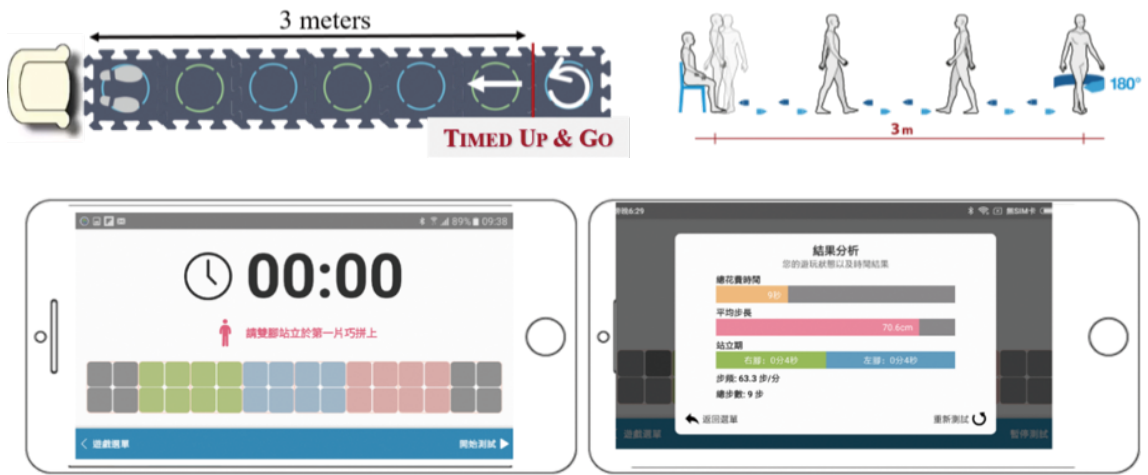 3 meters
TIMED UP & GO
180°
3 m
89% 09:38
00:00
請雙腳站立於第一片巧拼上
遊戲選單
開始測試
6:29
無SIM卡
結果分析
您的遊玩狀態以及時間結果
總花費時間
9秒
平均步長
70.6cm
站立期
右腳：0分4秒
左腳：0分4秒
步頻: 63.3 步/分
總步數: 9 步
返回選單
重新測試
遊戲選單
暫停測試